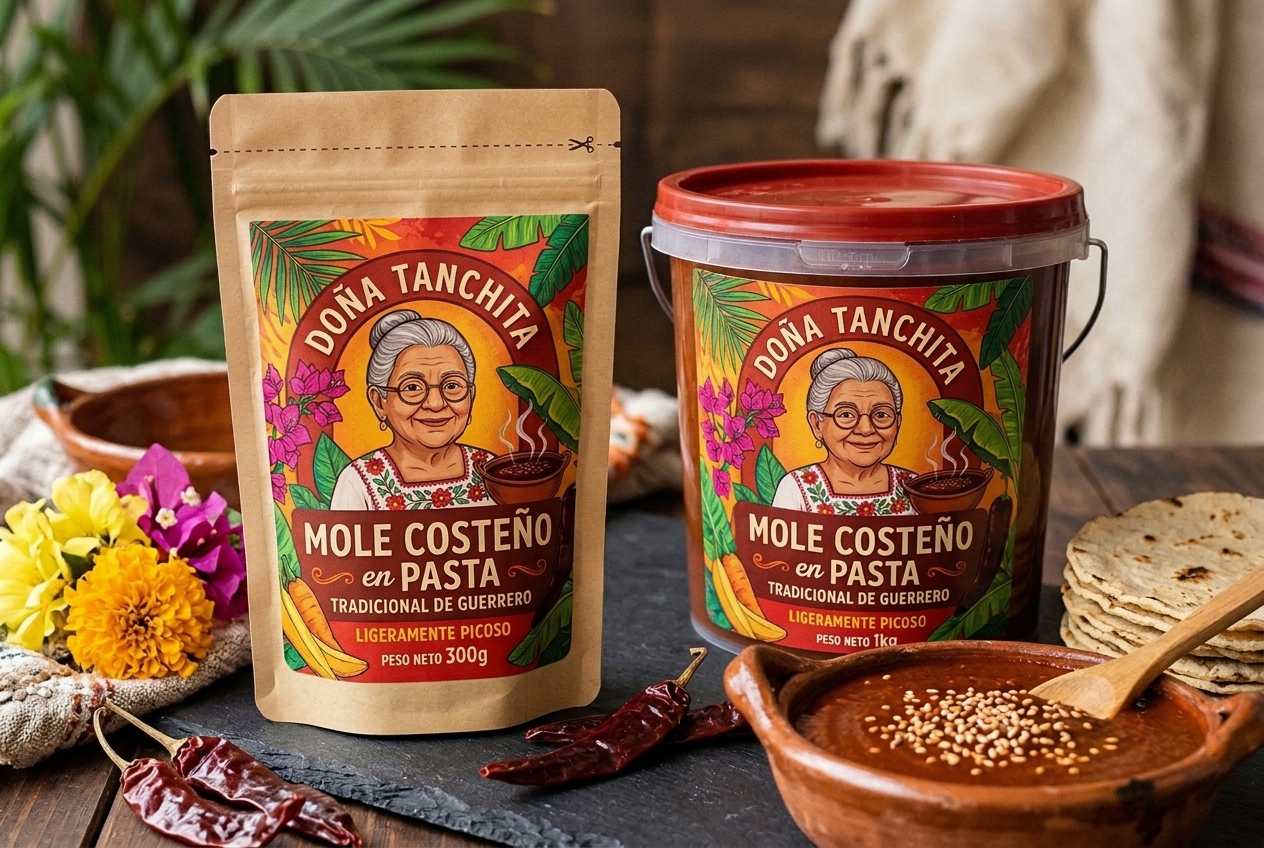 DOÑA TANCHITA
MOLE COSTEÑO
en PASTA
TRADICIONAL DE GUERRERO
LIGERAMENTE PICOSO
PESO NETO 300g
DOÑA TANCHITA
MOLE COSTEÑO
en PASTA
TRADICIONAL DE GUERRERO
LIGERAMENTE PICOSO
PESO NETO 1kg